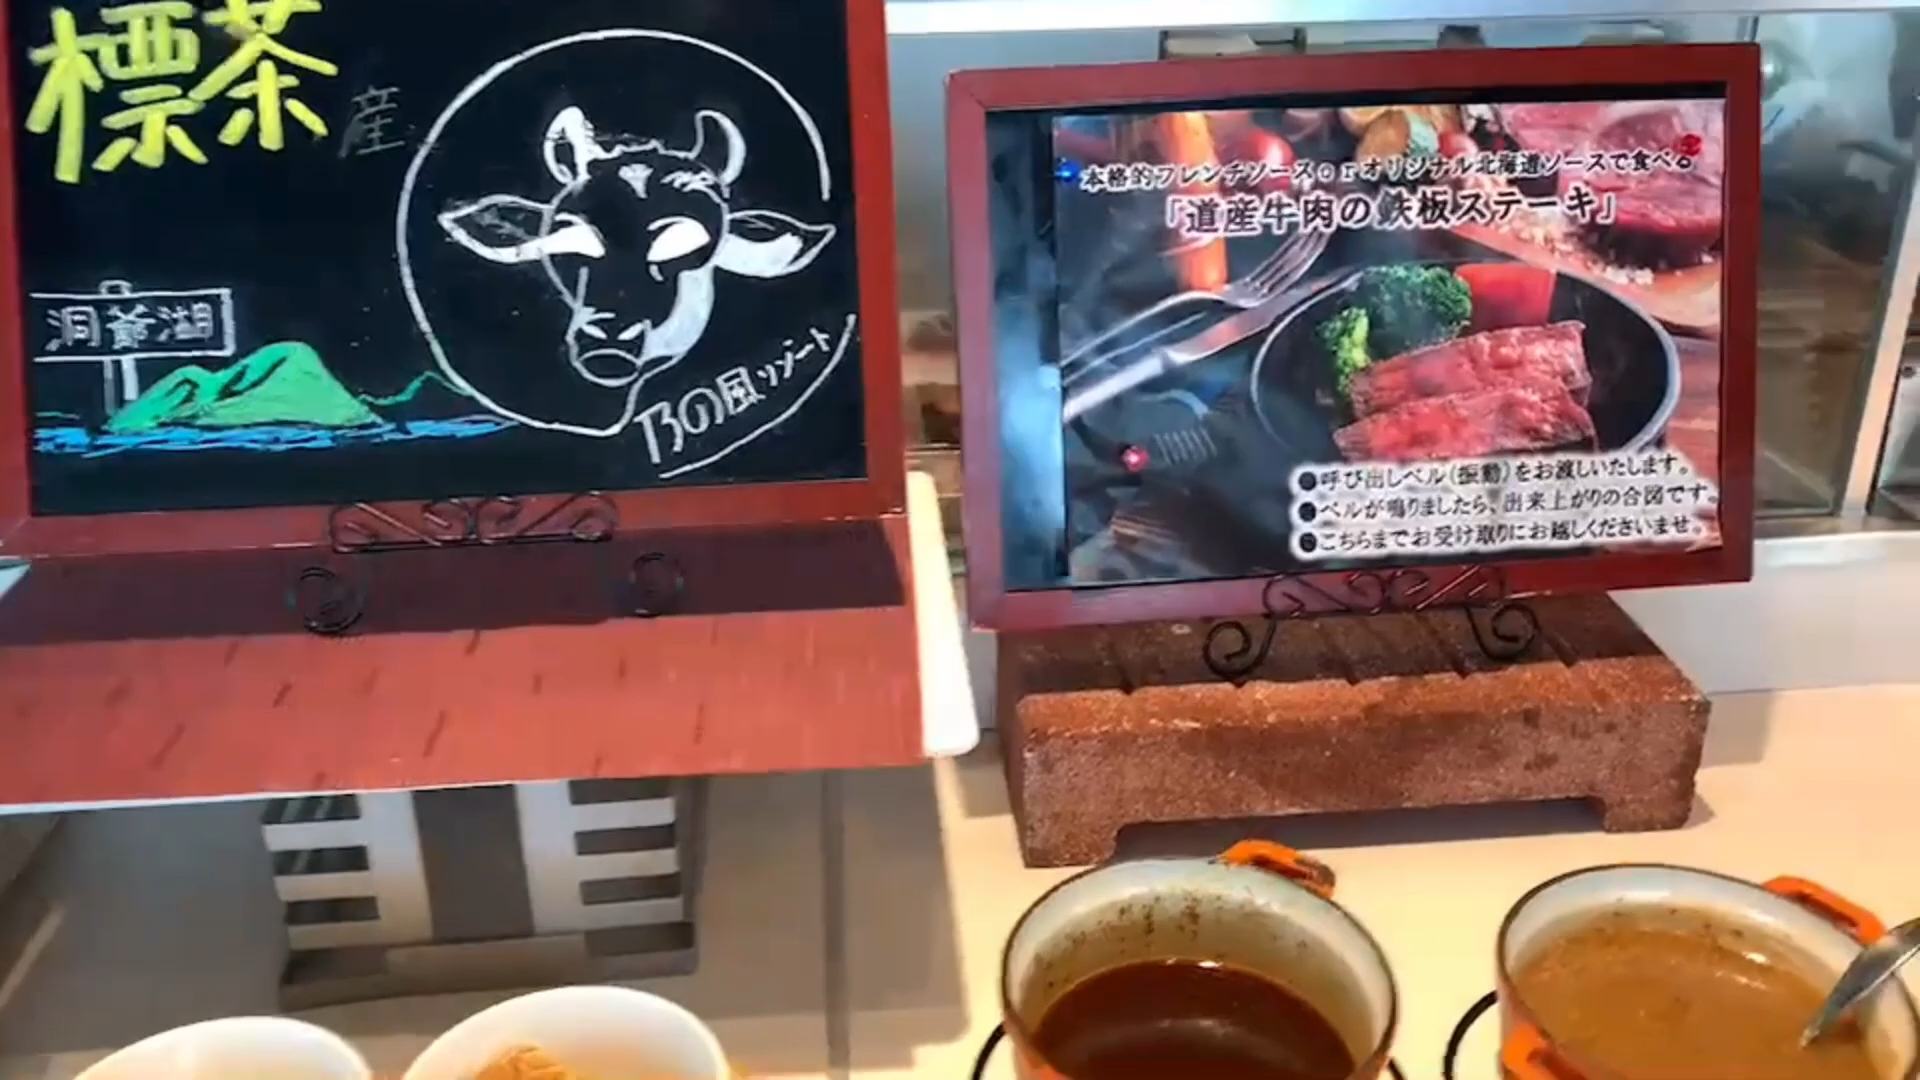 標茶産
洞爺湖
乃の風リゾート
本格的フレンチソースorオリジナル北海道ソースで食べる
「道産牛肉の鉄板ステーキ」
●呼び出しベル(振動)をお渡しいたします。
●ベルが鳴りましたら、出来上がりの合図です。
●こちらまでお受け取りにお越しくださいませ。